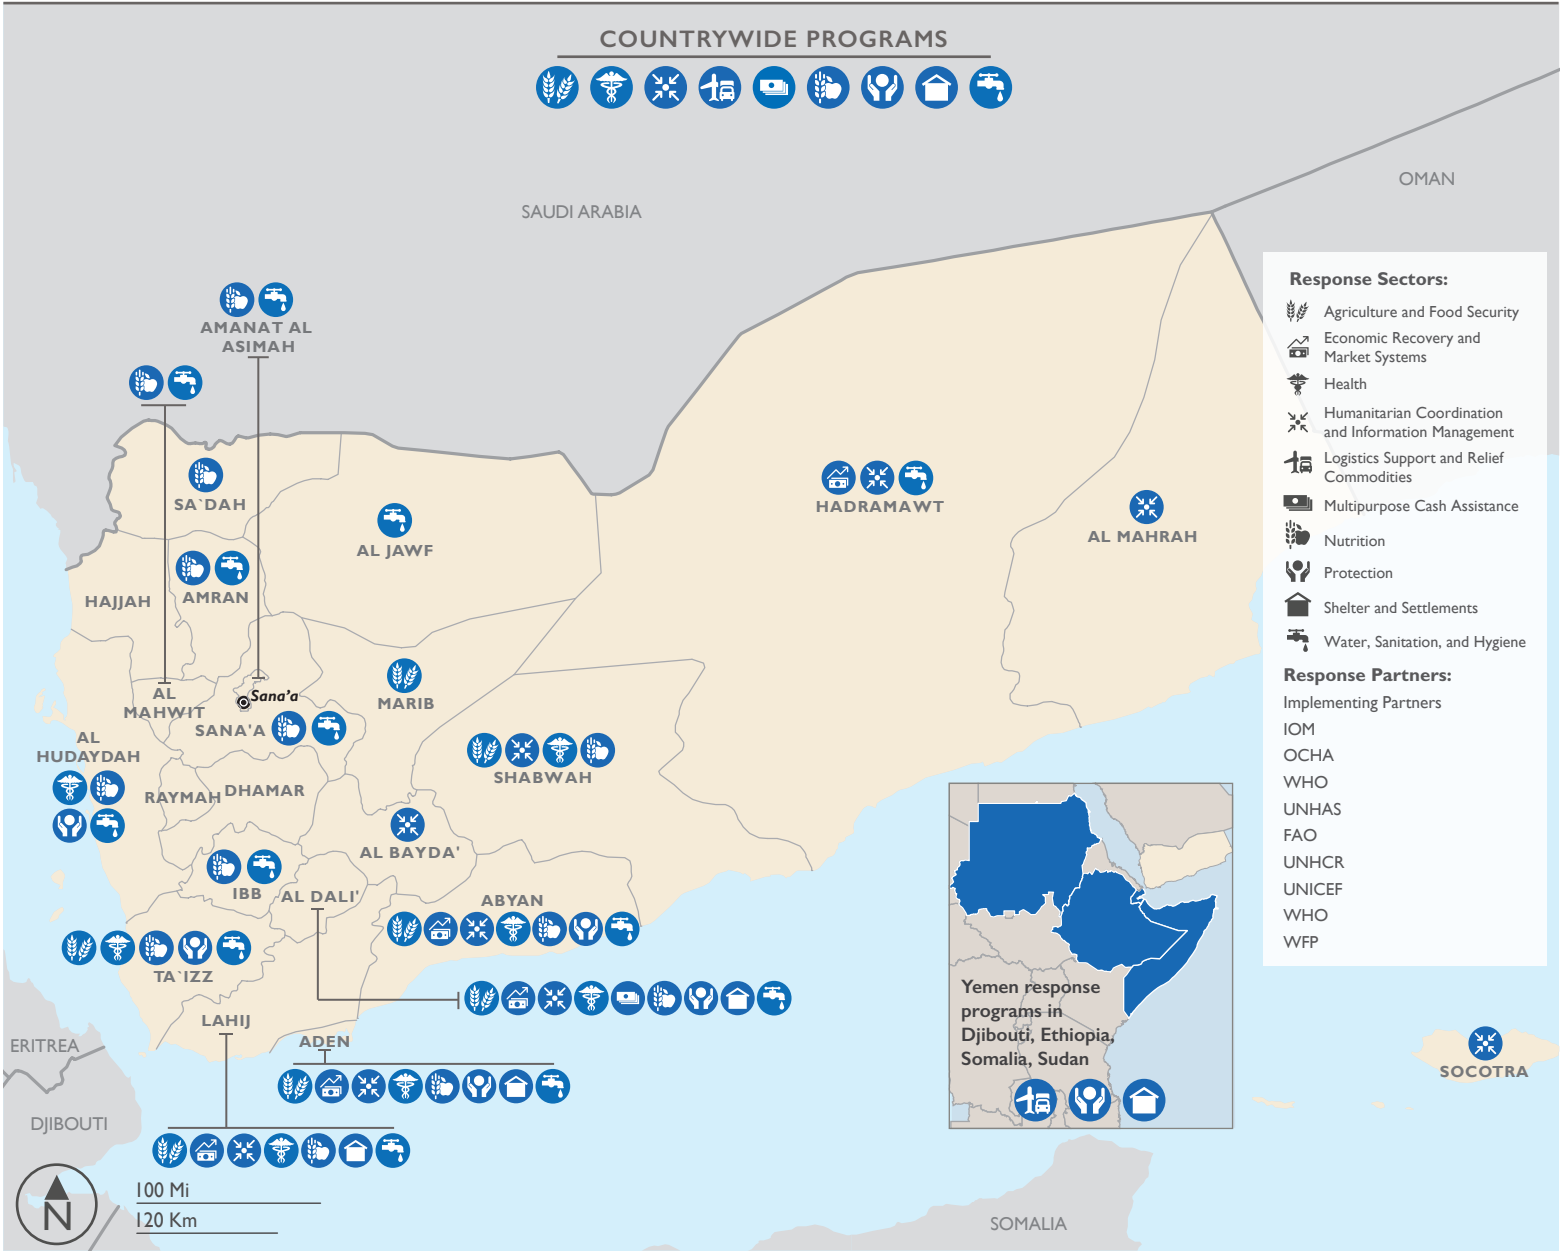 COUNTRYWIDE PROGRAMS
OMAN
SAUDI ARABIA
AMANAT AL
ASIMAH
SA`DAH
AL JAWF
HADRAMAWT
AL MAHRAH
HAJJAH
AMRAN
AL
MAHWIT
Sana'a
SANA'A
MARIB
AL
HUDAYDAH
SHABWAH
RAYMAH
DHAMAR
AL BAYDA'
IBB
AL DALI'
ABYAN
TA`IZZ
LAHIJ
ADEN
ERITREA
DJIBOUTI
SOMALIA
SOCOTRA
N
100 Mi
120 Km
Response Sectors:
Agriculture and Food Security
Economic Recovery and
Market Systems
Health
Humanitarian Coordination
and Information Management
Logistics Support and Relief
Commodities
Multipurpose Cash Assistance
Nutrition
Protection
Shelter and Settlements
Water, Sanitation, and Hygiene
Response Partners:
Implementing Partners
IOM
OCHA
WHO
UNHAS
FAO
UNHCR
UNICEF
WHO
WFP
Yemen response
programs in
Djibouti, Ethiopia,
Somalia, Sudan